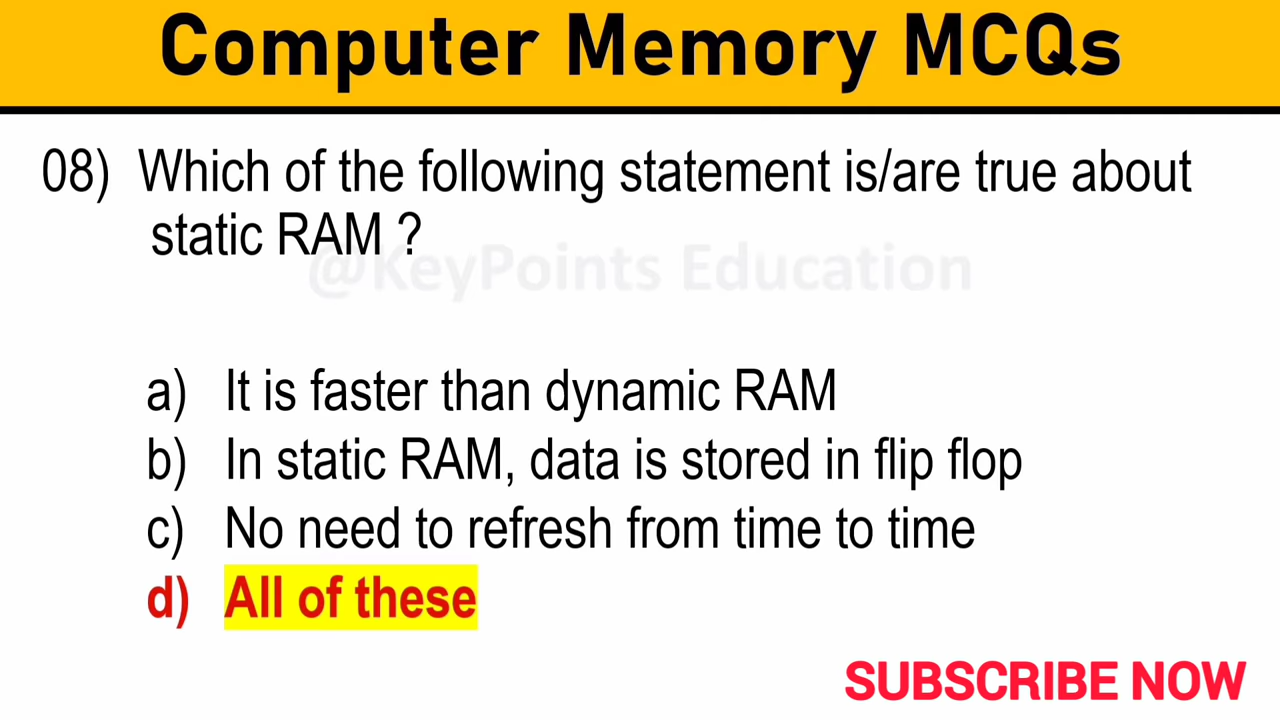 Computer Memory MCQs
08) Which of the following statement is/are true about
static RAM ?
@KeyPoints Education
a) It is faster than dynamic RAM
b) In static RAM, data is stored in flip flop
c) No need to refresh from time to time
d) All of these
SUBSCRIBE NOW